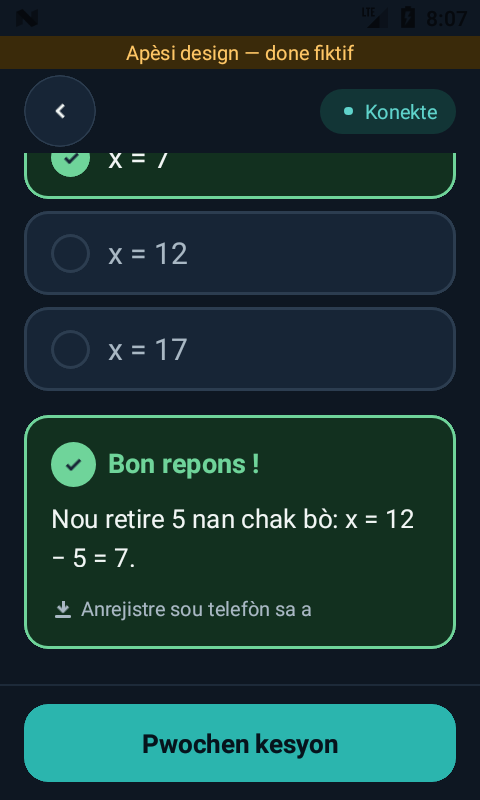 8:07
Apèsi design — done fiktif
Konekte
x = 7
x = 12
x = 17
Bon repons !
Nou retire 5 nan chak bò: x = 12
− 5 = 7.
Anrejistre sou telefòn sa a
Pwochen kesyon